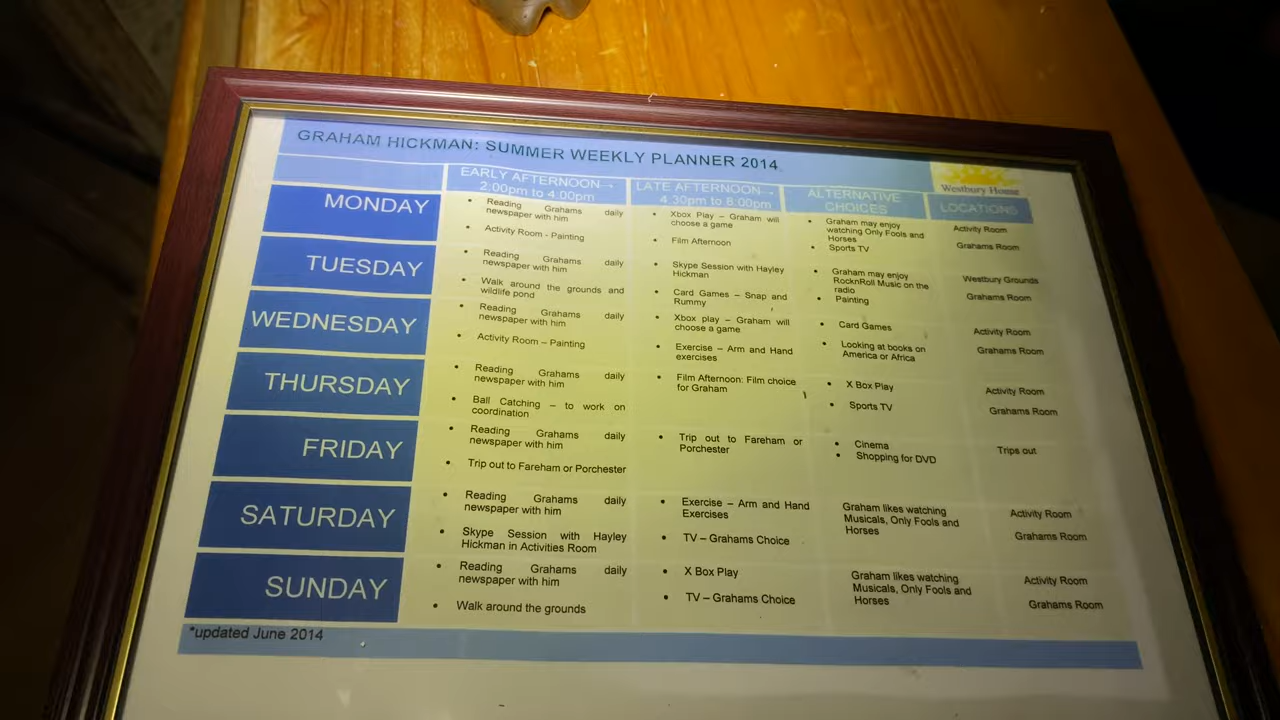 GRAHAM HICKMAN: SUMMER WEEKLY PLANNER 2014
Westbury Home
EARLY AFTERNOON→
2:00pm to 4:00pm
LATE AFTERNOON→
4.30pm to 8:00pm
ALTERNATIVE
CHOICES
LOCATIONS
MONDAY
• Reading Grahams daily
newspaper with him
• Activity Room - Painting
• Xbox Play – Graham will
choose a game
• Film Afternoon
• Graham may enjoy
watching Only Fools and
Horses
• Sports TV
Activity Room
Grahams Room
TUESDAY
• Reading Grahams daily
newspaper with him
• Walk around the grounds and
wildlife pond
• Skype Session with Hayley
Hickman
• Card Games – Snap and
Rummy
• Graham may enjoy
RocknRoll Music on the
radio
• Painting
Westbury Grounds
Grahams Room
WEDNESDAY
• Reading Grahams daily
newspaper with him
• Activity Room – Painting
• Xbox play – Graham will
choose a game
• Exercise – Arm and Hand
exercises
• Card Games
• Looking at books on
America or Africa
Activity Room
Grahams Room
THURSDAY
• Reading Grahams daily
newspaper with him
• Ball Catching – to work on
coordination
• Film Afternoon: Film choice
for Graham
• X Box Play
• Sports TV
Activity Room
Grahams Room
FRIDAY
• Reading Grahams daily
newspaper with him
• Trip out to Fareham or Porchester
• Trip out to Fareham or
Porchester
• Cinema
• Shopping for DVD
Trips out
SATURDAY
• Reading Grahams daily
newspaper with him
• Skype Session with Hayley
Hickman in Activities Room
• Exercise – Arm and Hand
Exercises
• TV – Grahams Choice
Graham likes watching
Musicals, Only Fools and
Horses
Activity Room
Grahams Room
SUNDAY
• Reading Grahams daily
newspaper with him
• Walk around the grounds
• X Box Play
• TV – Grahams Choice
Graham likes watching
Musicals, Only Fools and
Horses
Activity Room
Grahams Room
*updated June 2014